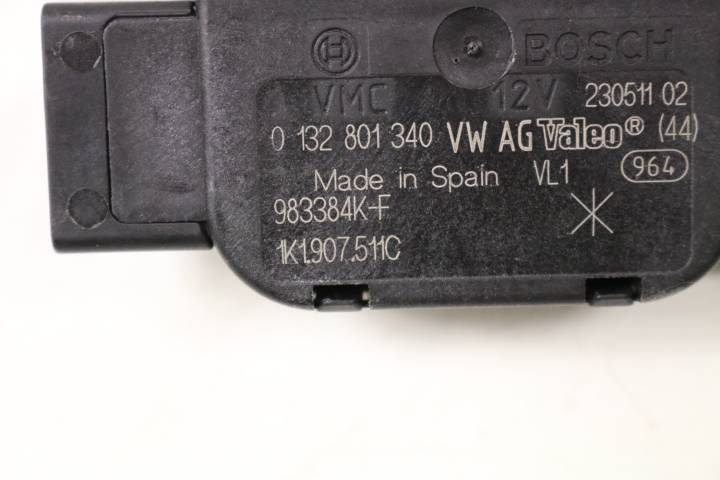 BOSCH
VMC 12V 230511 02
0 132 801 340 VW AG Valeo® (44)
Made in Spain VL1 964
983384K-F
1K1.907.511C